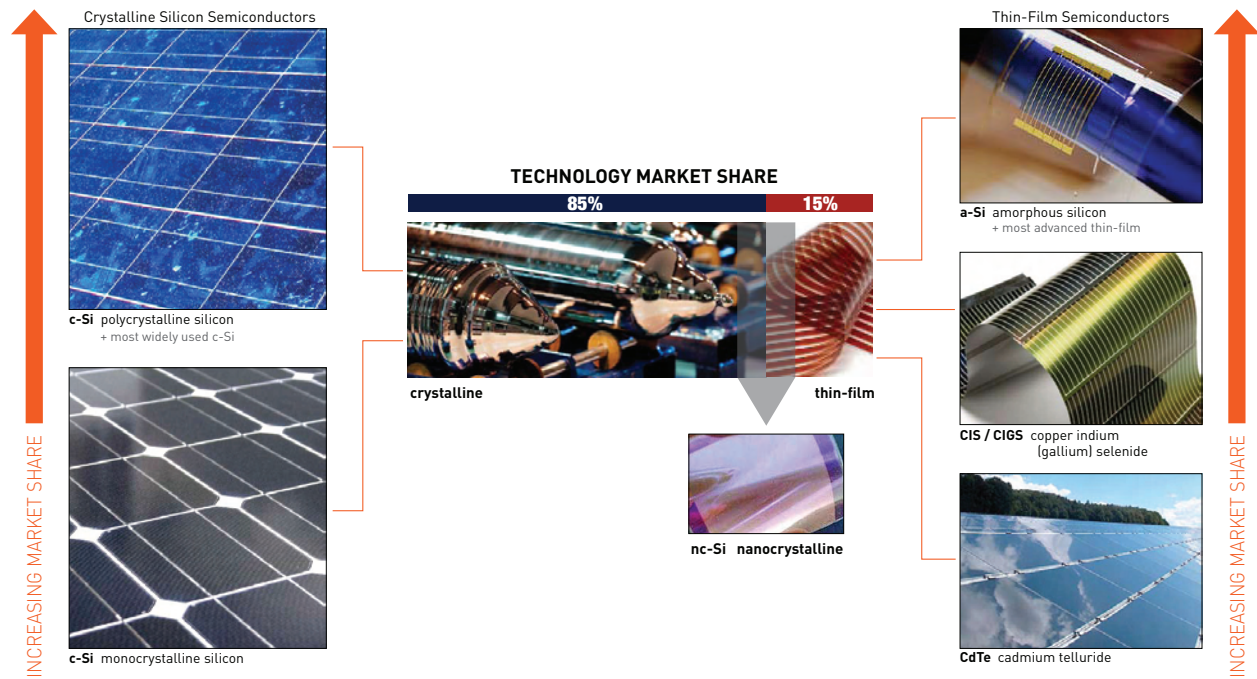 Crystalline Silicon Semiconductors
c-Si polycrystalline silicon
+ most widely used c-Si
c-Si monocrystalline silicon
INCREASING MARKET SHARE
TECHNOLOGY MARKET SHARE
85%
15%
crystalline
thin-film
nc-Si nanocrystalline
Thin-Film Semiconductors
a-Si amorphous silicon
+ most advanced thin-film
CIS / CIGS copper indium
(gallium) selenide
CdTe cadmium telluride
INCREASING MARKET SHARE